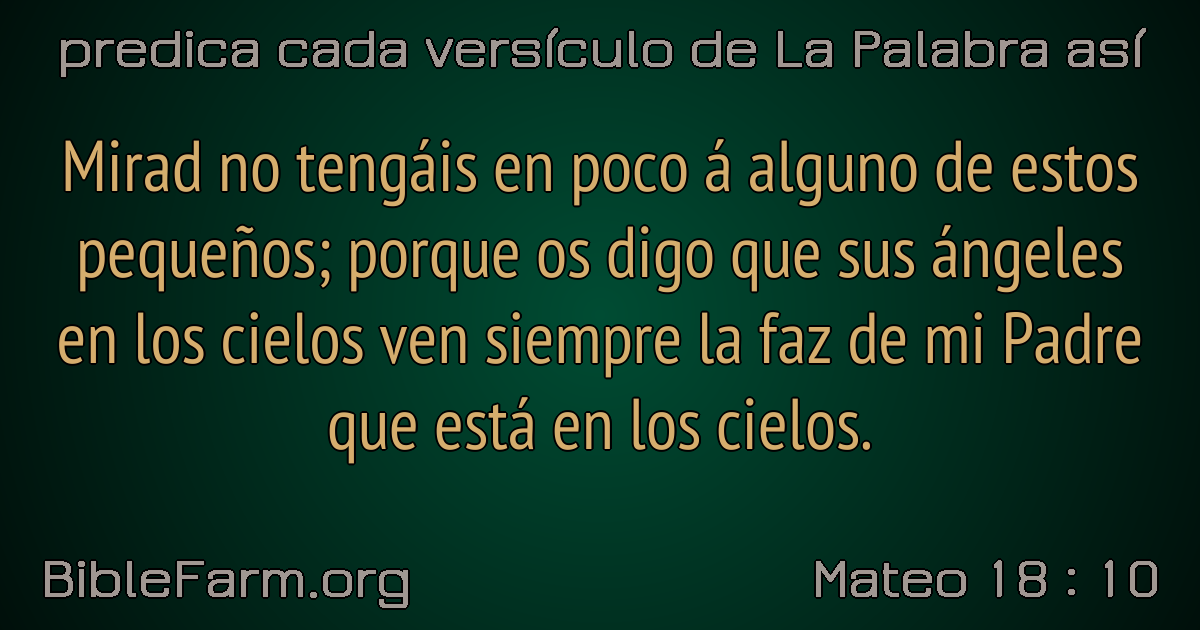 predica cada versículo de La Palabra así
Mirad no tengáis en poco á alguno de estos
pequeños; porque os digo que sus ángeles
en los cielos ven siempre la faz de mi Padre
que está en los cielos.
BibleFarm.org
Mateo 18 : 10